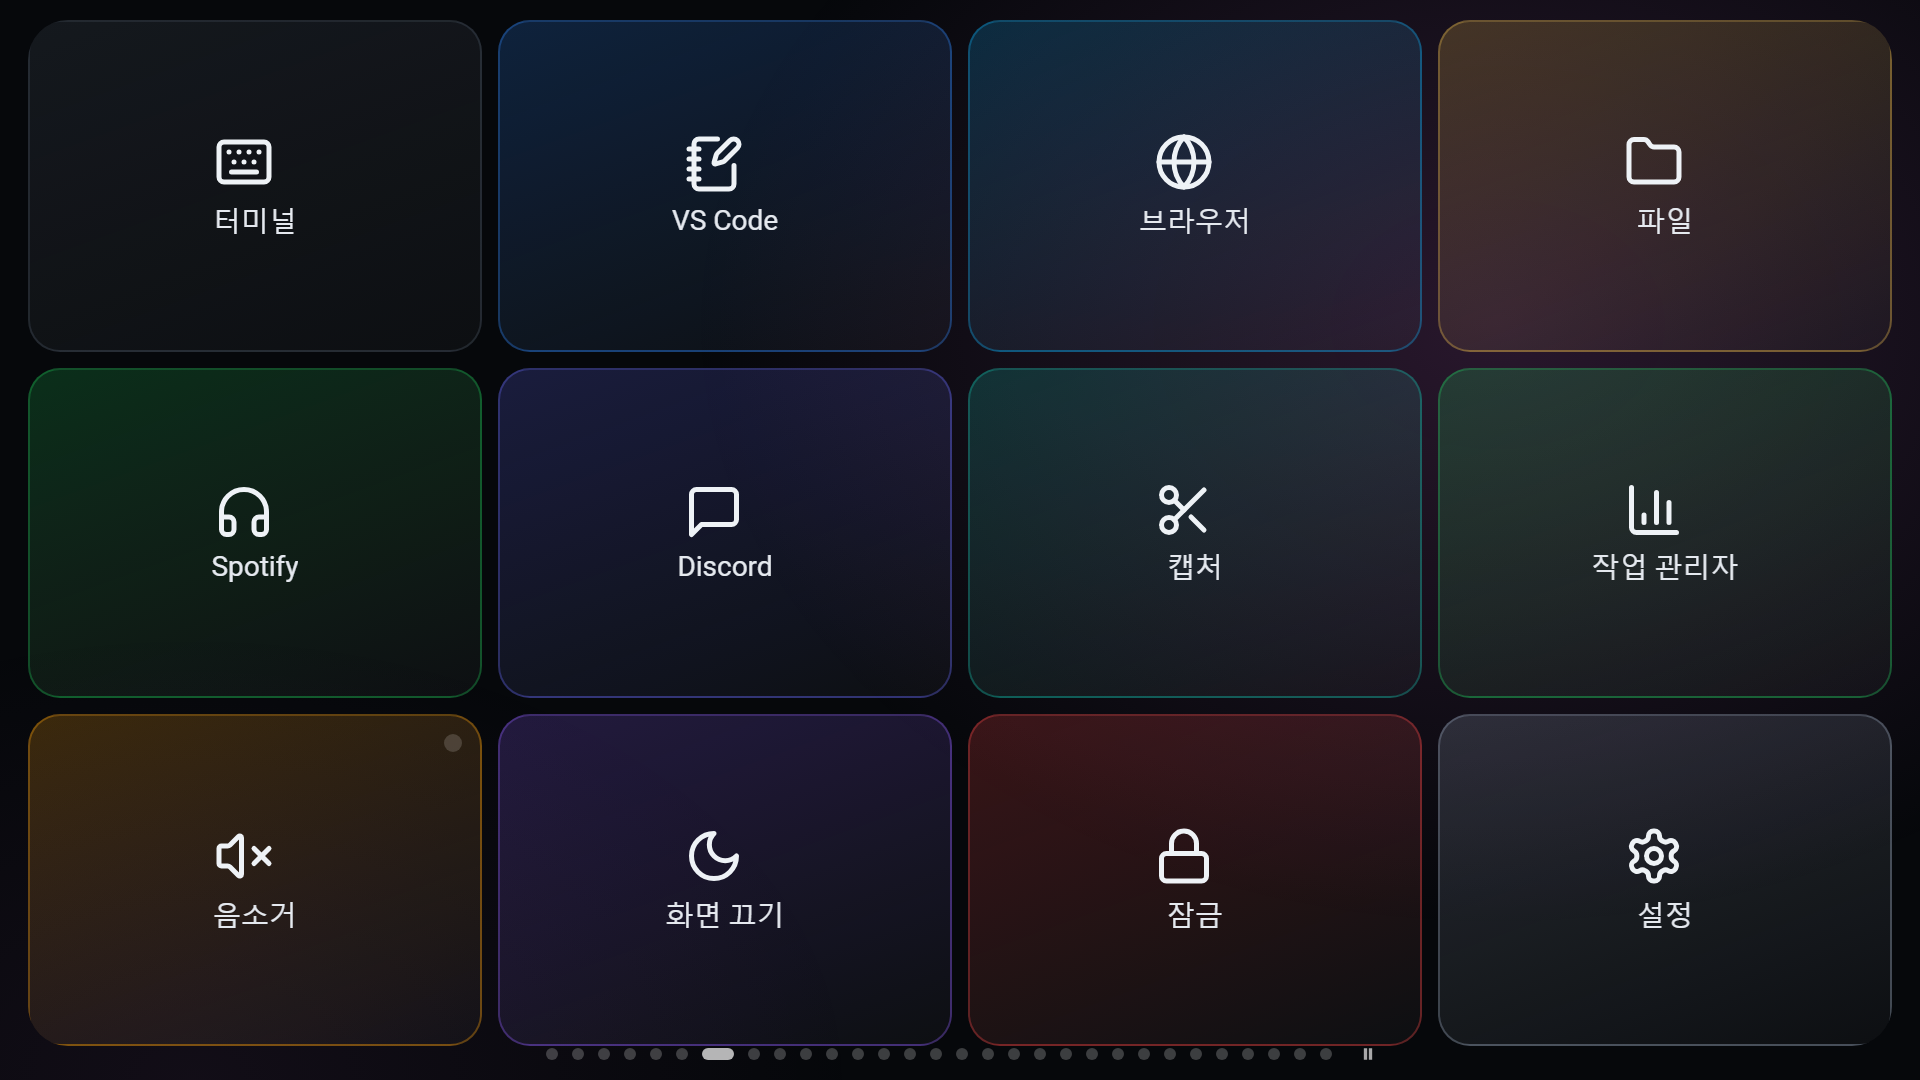 터미널
VS Code
브라우저
파일
Spotify
Discord
캡처
작업 관리자
음소거
화면 끄기
잠금
설정